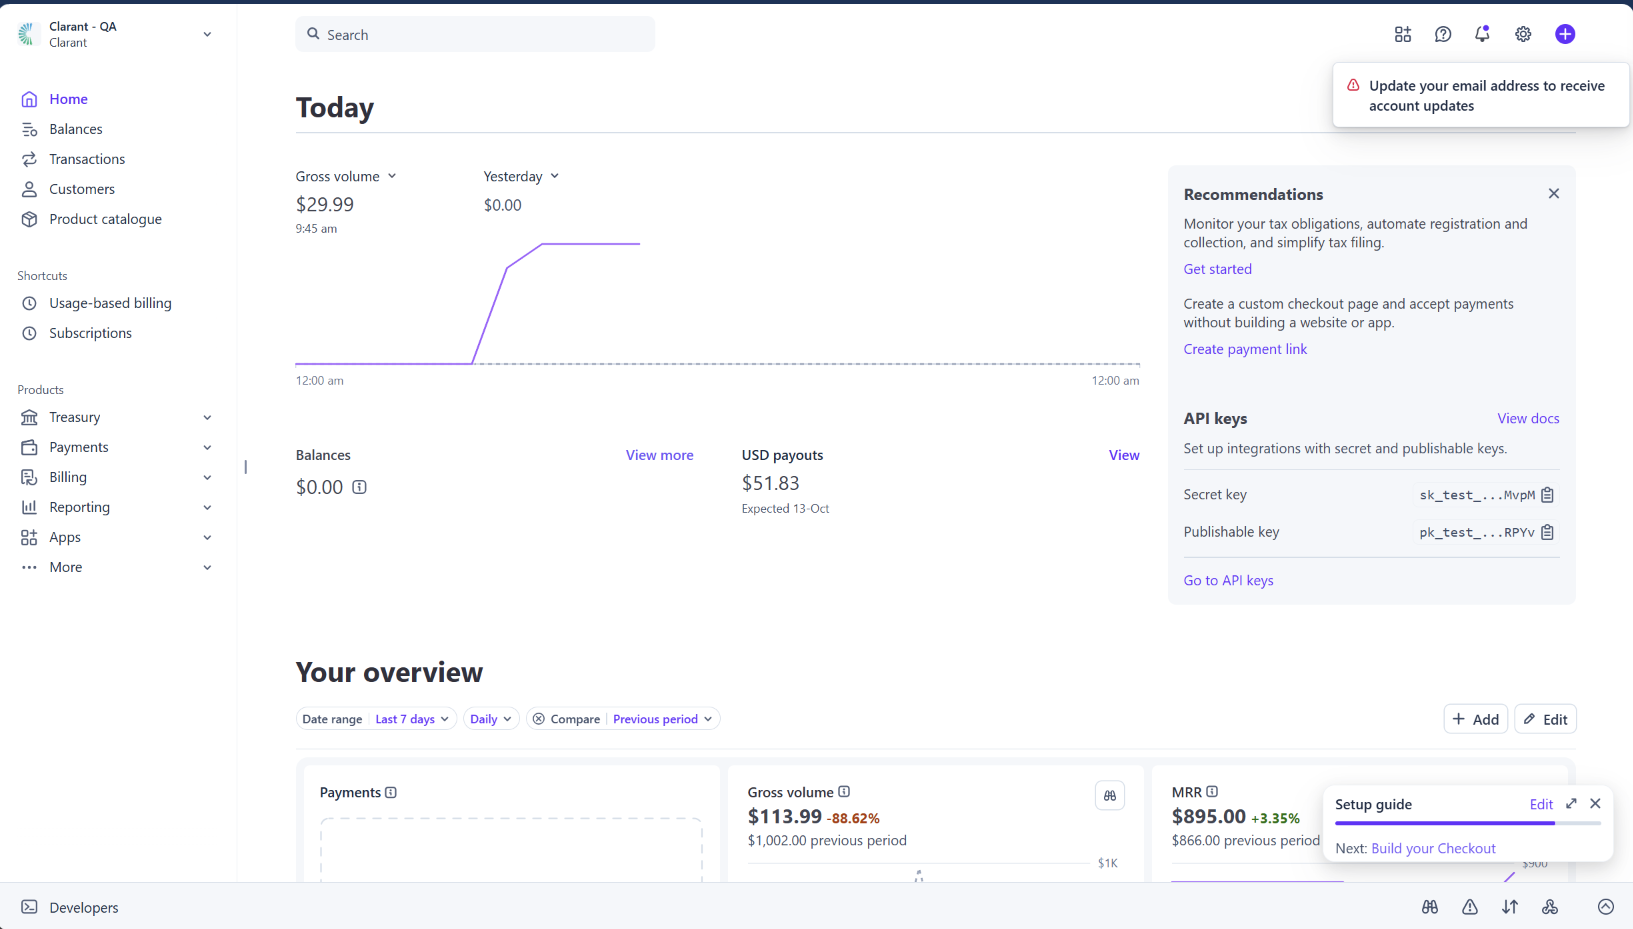 Clarant - QA
Clarant
Search
Update your email address to receive
account updates
Home
Balances
Transactions
Customers
Product catalogue
Shortcuts
Usage-based billing
Subscriptions
Products
Treasury
Payments
Billing
Reporting
Apps
More
Today
Gross volume
$29.99
9:45 am
Yesterday
$0.00
12:00 am
12:00 am
Balances
View more
$0.00
USD payouts
View
$51.83
Expected 13-Oct
Recommendations
Monitor your tax obligations, automate registration and
collection, and simplify tax filing.
Get started
Create a custom checkout page and accept payments
without building a website or app.
Create payment link
API keys
View docs
Set up integrations with secret and publishable keys.
Secret key
sk_test_...MvpM
Publishable key
pk_test_...RPYv
Go to API keys
Your overview
Date range Last 7 days
Daily
Compare Previous period
Add
Edit
Payments
Gross volume
$113.99 -88.62%
$1,002.00 previous period
$1K
MRR
$895.00 +3.35%
$866.00 previous period
$900
Setup guide
Edit
Next: Build your Checkout
Developers